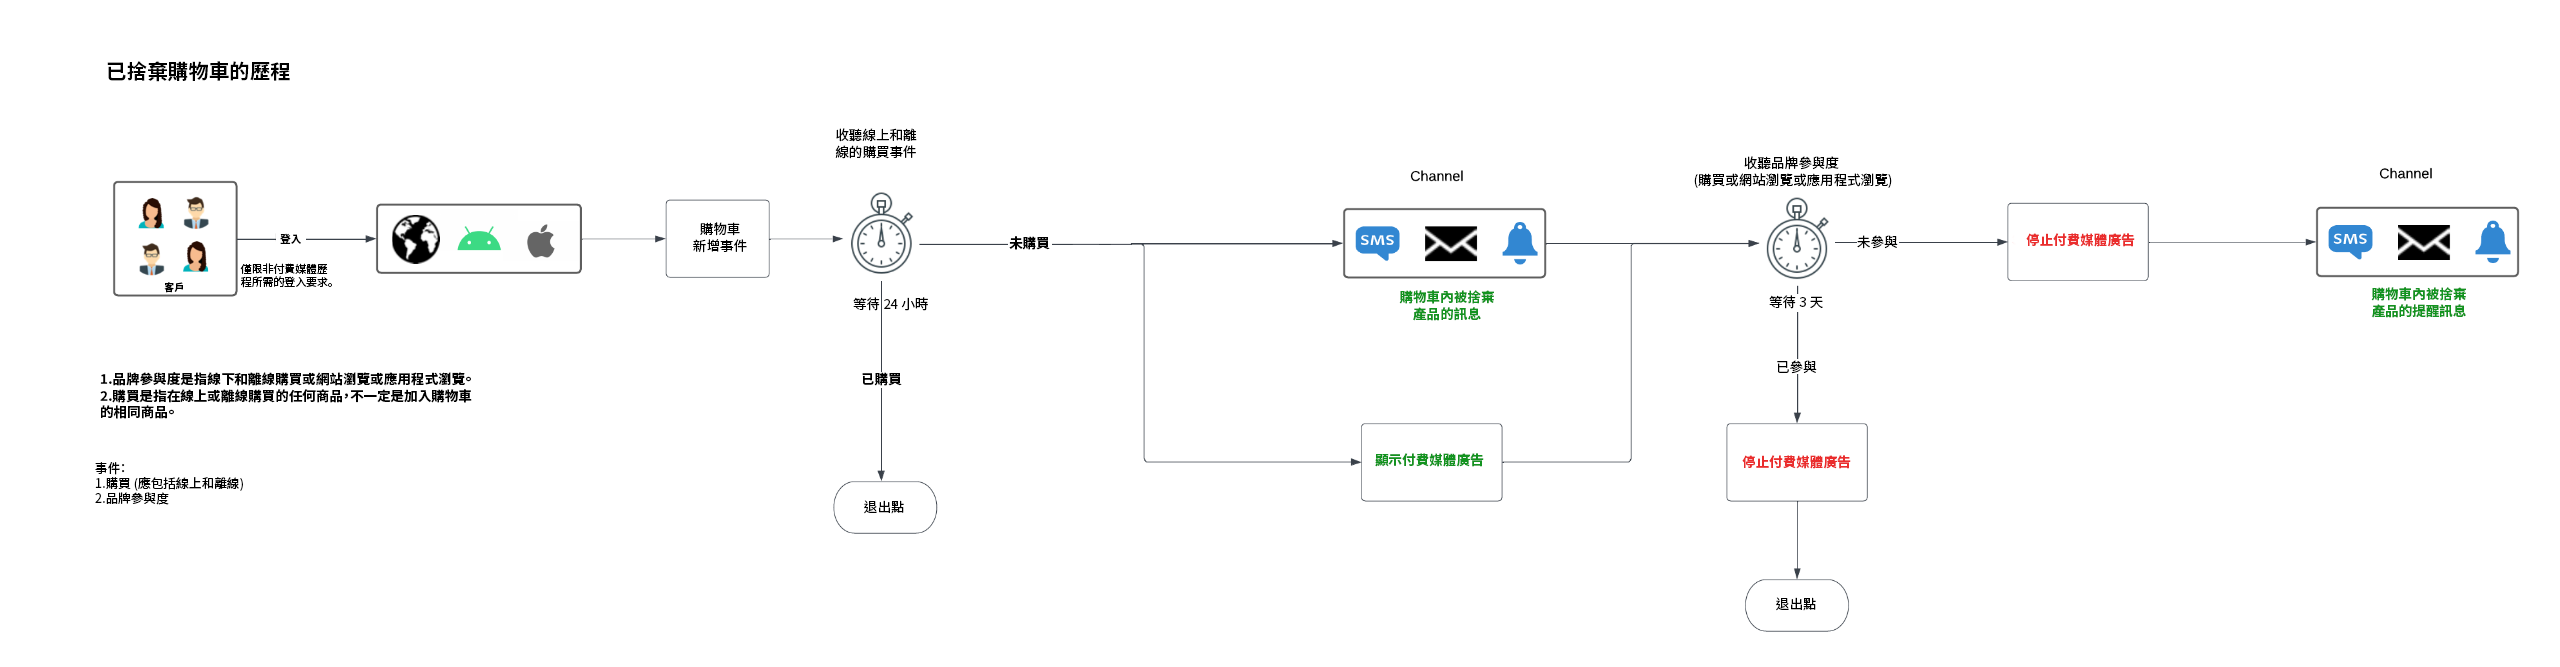 已捨棄購物車的歷程
收聽線上和離
線的購買事件
收聽品牌參與度
(購買或網站瀏覽或應用程式瀏覽)
Channel
Channel
登入
購物車
新增事件
未購買
SMS
未參與
停止付費媒體廣告
SMS
僅限非付費媒體歷
程所需的登入要求。
客戶
等待 24 小時
購物車內被捨棄
產品的訊息
等待 3 天
購物車內被捨棄
產品的提醒訊息
已參與
1.品牌參與度是指線下和離線購買或網站瀏覽或應用程式瀏覽。
2.購買是指在線上或離線購買的任何商品，不一定是加入購物車
的相同商品。
已購買
事件：
1.購買 (應包括線上和離線)
2.品牌參與度
顯示付費媒體廣告
停止付費媒體廣告
退出點
退出點